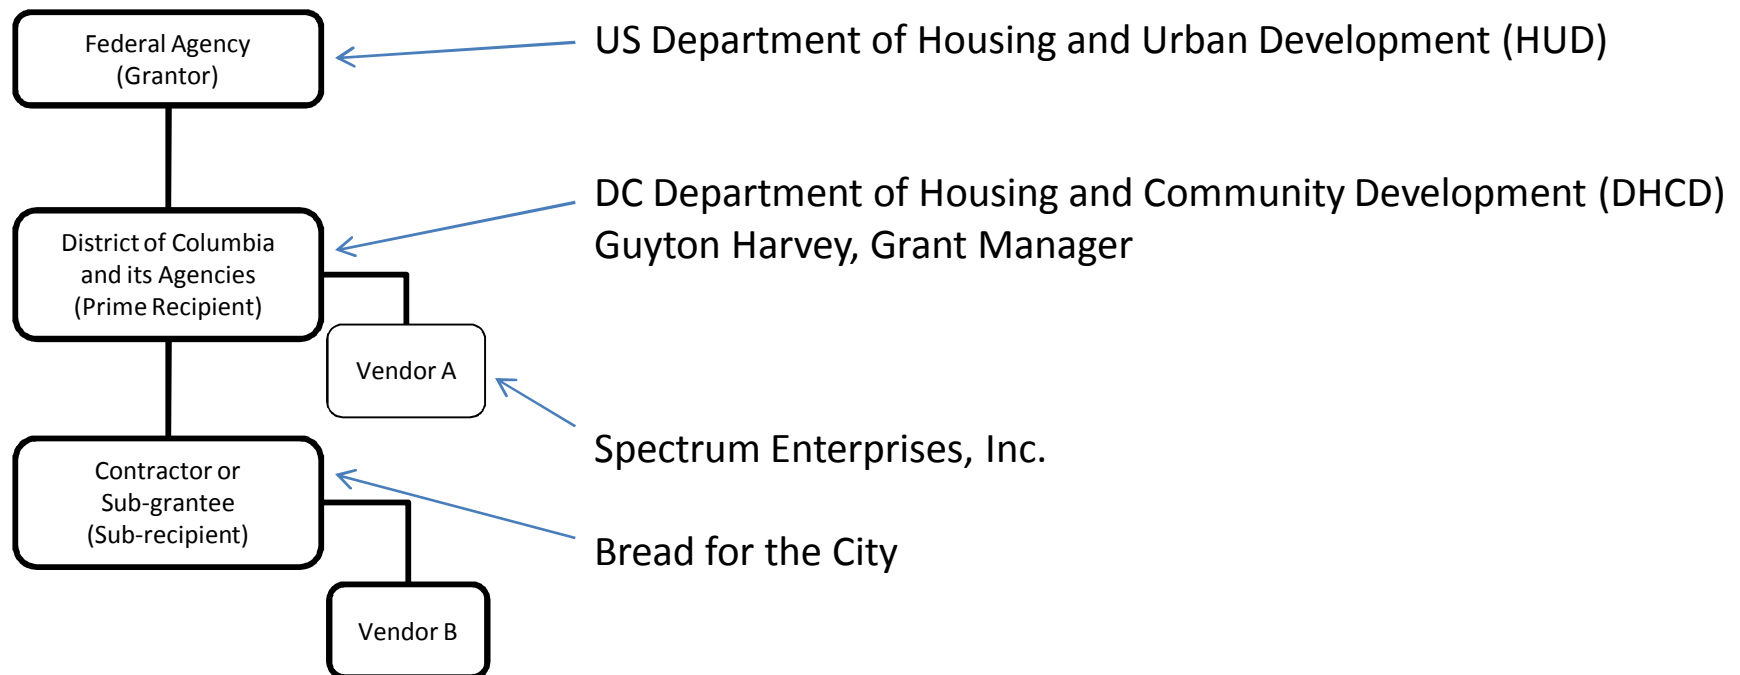 Federal Agency
(Grantor)
US Department of Housing and Urban Development (HUD)
District of Columbia
and its Agencies
(Prime Recipient)
DC Department of Housing and Community Development (DHCD)
Guyton Harvey, Grant Manager
Vendor A
Spectrum Enterprises, Inc.
Contractor or
Sub-grantee
(Sub-recipient)
Bread for the City
Vendor B